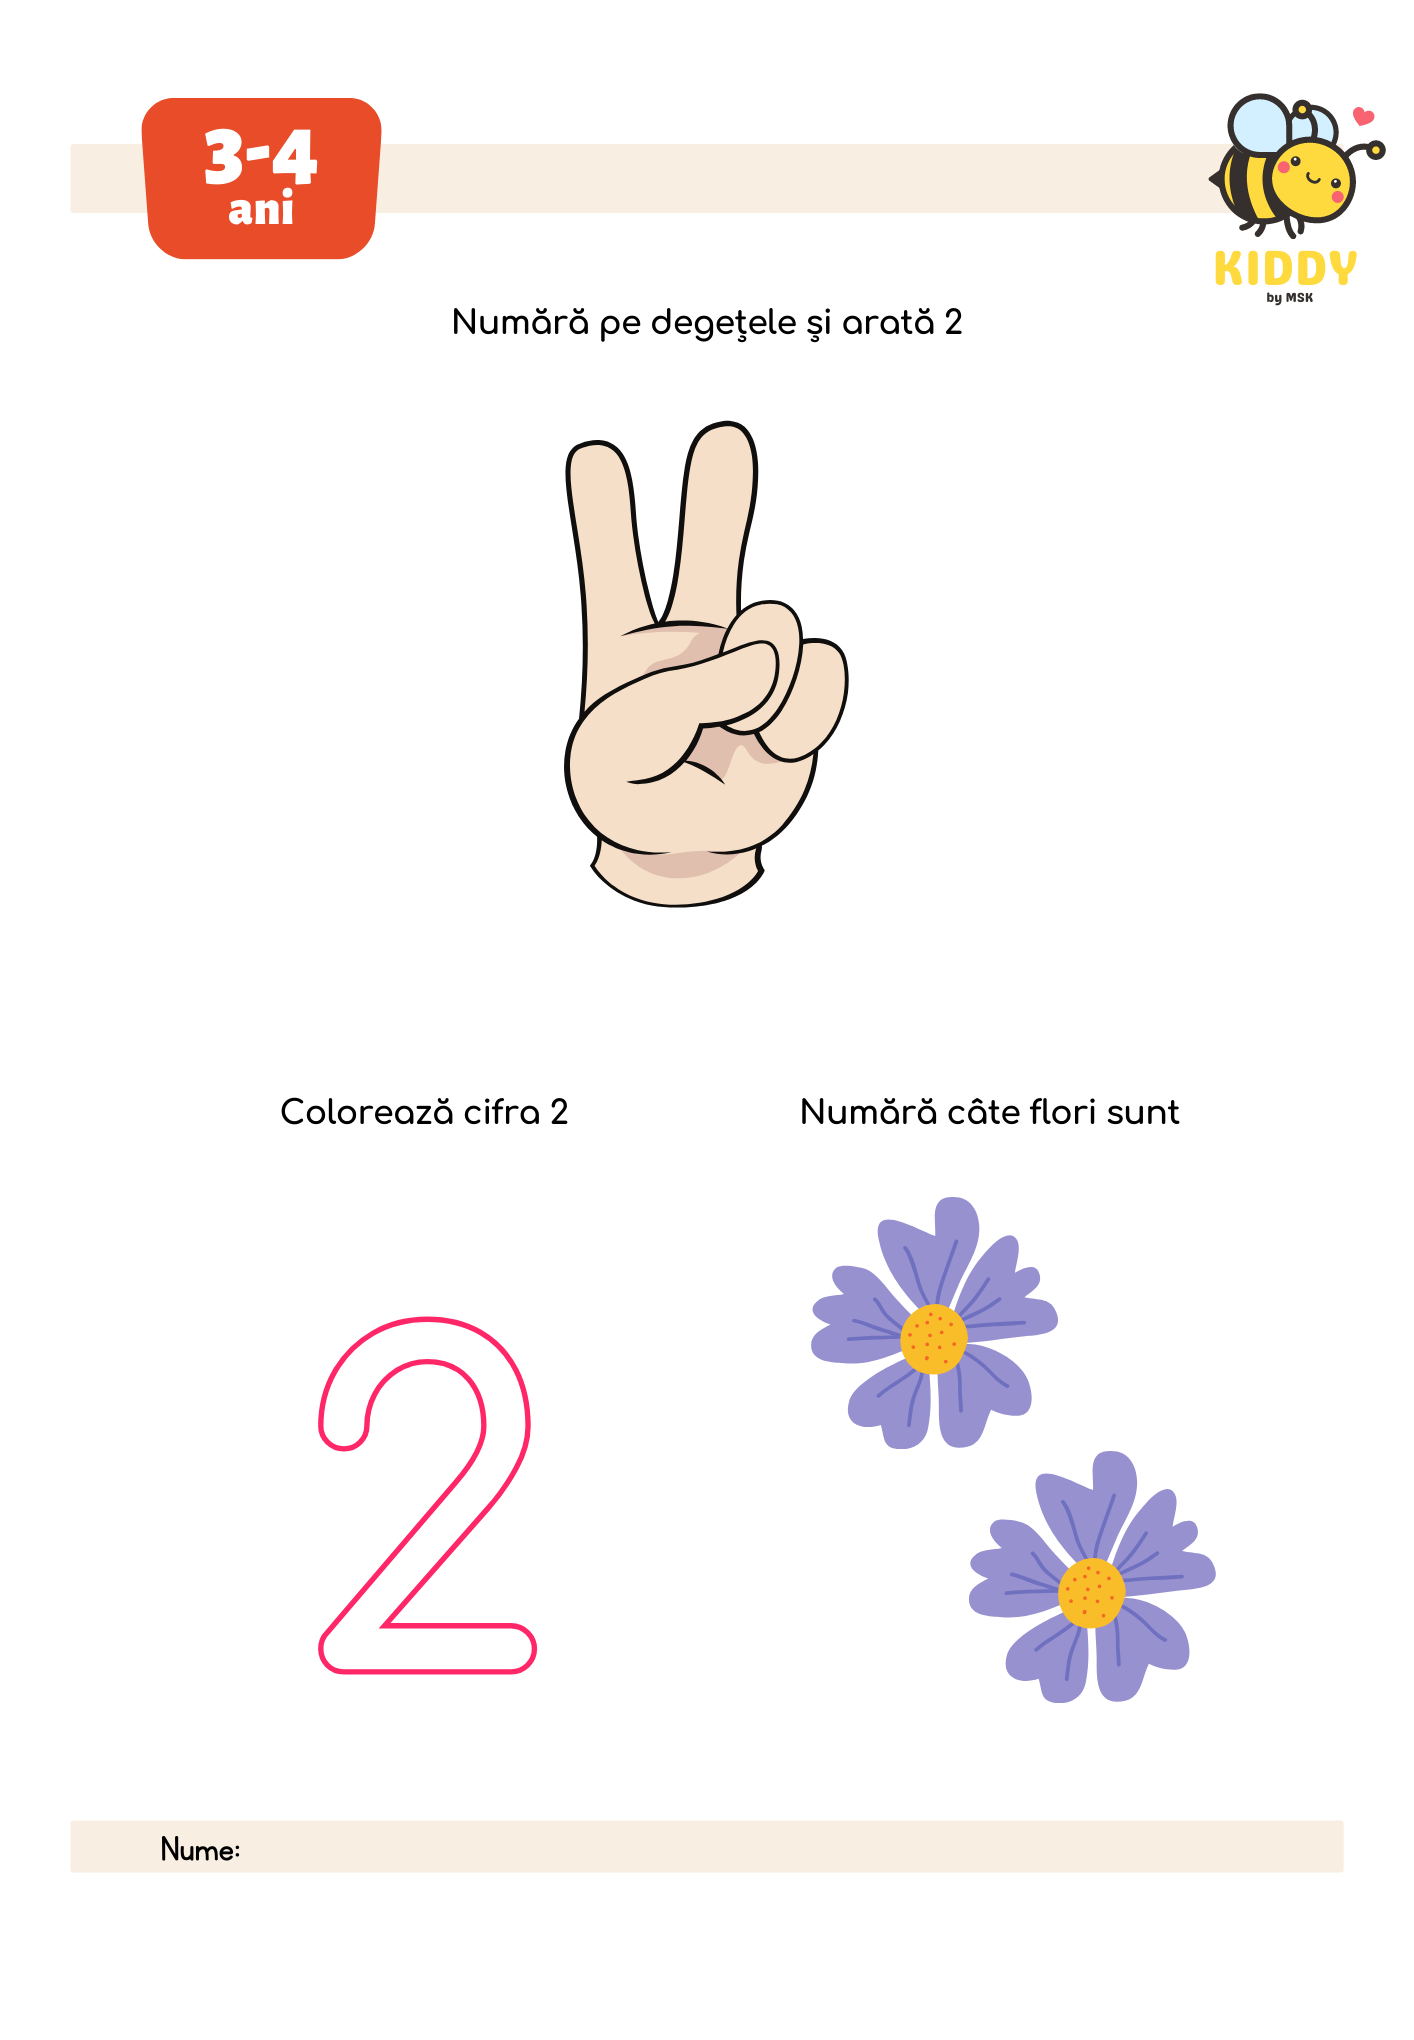 3-4
ani
KIDDY
by MSK
Numără pe degeţele şi arată 2
Colorează cifra 2
Numără câte flori sunt
2
Nume: